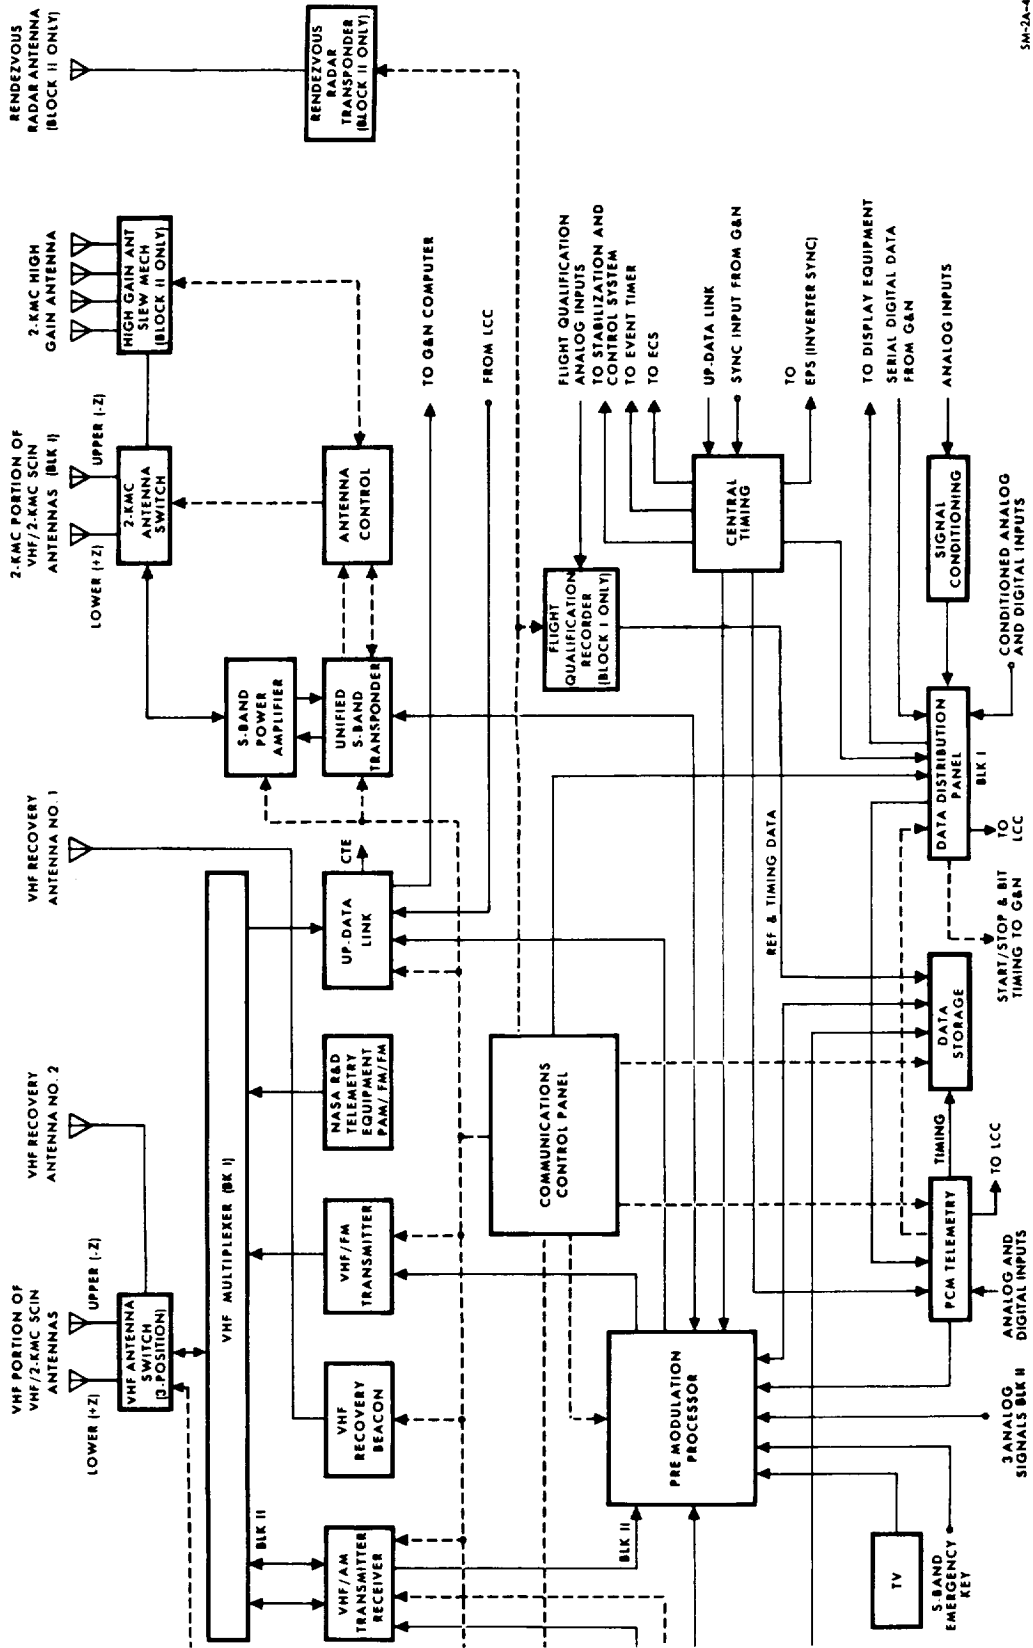 RENDEZVOUS
RADAR ANTENNA
(BLOCK II ONLY)
RENDEZVOUS
RADAR
TRANSPONDER
(BLOCK II ONLY)
2-KMC HIGH
GAIN ANTENNA
HIGH GAIN ANT
SLEW MECH
(BLOCK II ONLY)
2-KMC PORTION OF
VHF/2-KMC SCIN
ANTENNAS (BLK I)
LOWER (+Z)
UPPER (-Z)
2-KMC
ANTENNA
SWITCH
ANTENNA
CONTROL
S-BAND
POWER
AMPLIFIER
UNIFIED
S-BAND
TRANSPONDER
TO G&N COMPUTER
FROM LCC
VHF RECOVERY
ANTENNA NO. 1
VHF RECOVERY
ANTENNA NO. 2
VHF PORTION OF
VHF/2-KMC SCIN
ANTENNAS
LOWER (+Z)
UPPER (-Z)
VHF ANTENNA
SWITCH
(3-POSITION)
VHF MULTIPLEXER (BK I)
BLK II
VHF/AM
TRANSMITTER
RECEIVER
VHF
RECOVERY
BEACON
VHF/FM
TRANSMITTER
NASA R&D
TELEMETRY
EQUIPMENT
PAM/FM/FM
UP-DATA
LINK
CTE
COMMUNICATIONS
CONTROL PANEL
FLIGHT QUALIFICATION
ANALOG INPUTS
TO STABILIZATION AND
CONTROL SYSTEM
TO EVENT TIMER
TO ECS
FLIGHT
QUALIFICATION
RECORDER
(BLOCK I ONLY)
UP-DATA LINK
SYNC INPUT FROM G&N
CENTRAL
TIMING
TO
EPS (INVERTER SYNC)
TO DISPLAY EQUIPMENT
SERIAL DIGITAL DATA
FROM G&N
ANALOG INPUTS
SIGNAL
CONDITIONING
CONDITIONED ANALOG
AND DIGITAL INPUTS
DATA DISTRIBUTION
PANEL
BLK I
TO
LCC
START/STOP & BIT
TIMING TO G&N
REF & TIMING DATA
DATA
STORAGE
TIMING
PCM TELEMETRY
TO LCC
ANALOG AND
DIGITAL INPUTS
BLK II
PRE MODULATION
PROCESSOR
3 ANALOG
SIGNALS BLK II
TV
S-BAND
EMERGENCY
KEY